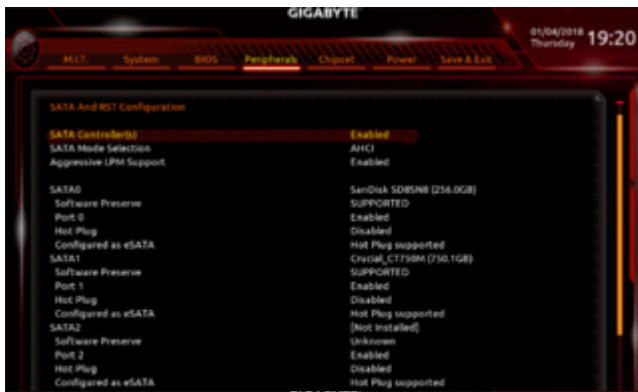 GIGABYTE
01/04/2018
Thursday 19:20
M.I.T. System BIOS Peripherals Chipset Power Save & Exit
SATA And RST Configuration
SATA Controller(s) Enabled
SATA Mode Selection AHCI
Aggressive LPM Support Enabled
SATA0 SanDisk SD8SN8 (256.0GB)
Software Preserve SUPPORTED
Port 0 Enabled
Hot Plug Disabled
Configured as eSATA Hot Plug supported
SATA1 Crucial_CT750M (750.1GB)
Software Preserve SUPPORTED
Port 1 Enabled
Hot Plug Disabled
Configured as eSATA Hot Plug supported
SATA2 [Not Installed]
Software Preserve Unknown
Port 2 Enabled
Hot Plug Disabled
Configured as eSATA Hot Plug supported
GIGABYTE